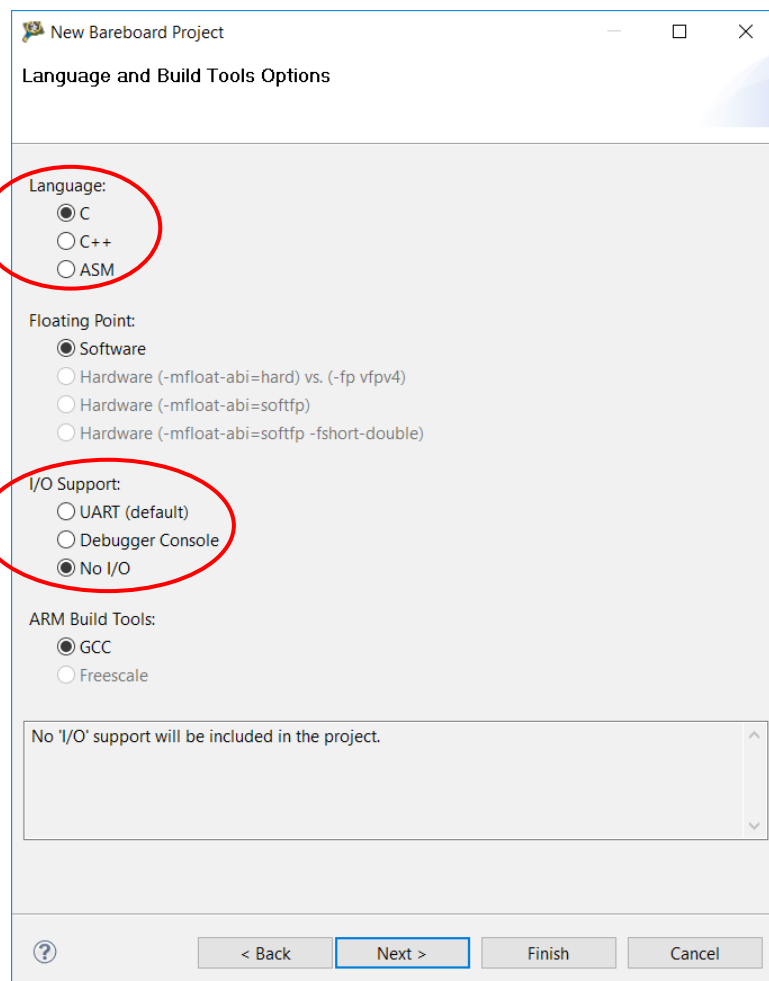 New Bareboard Project
Language and Build Tools Options
Language:
C
C++
ASM
Floating Point:
Software
Hardware (-mfloat-abi=hard) vs. (-fp vfpv4)
Hardware (-mfloat-abi=softfp)
Hardware (-mfloat-abi=softfp -fshort-double)
I/O Support:
UART (default)
Debugger Console
No I/O
ARM Build Tools:
GCC
Freescale
No 'I/O' support will be included in the project.
? < Back Next > Finish Cancel